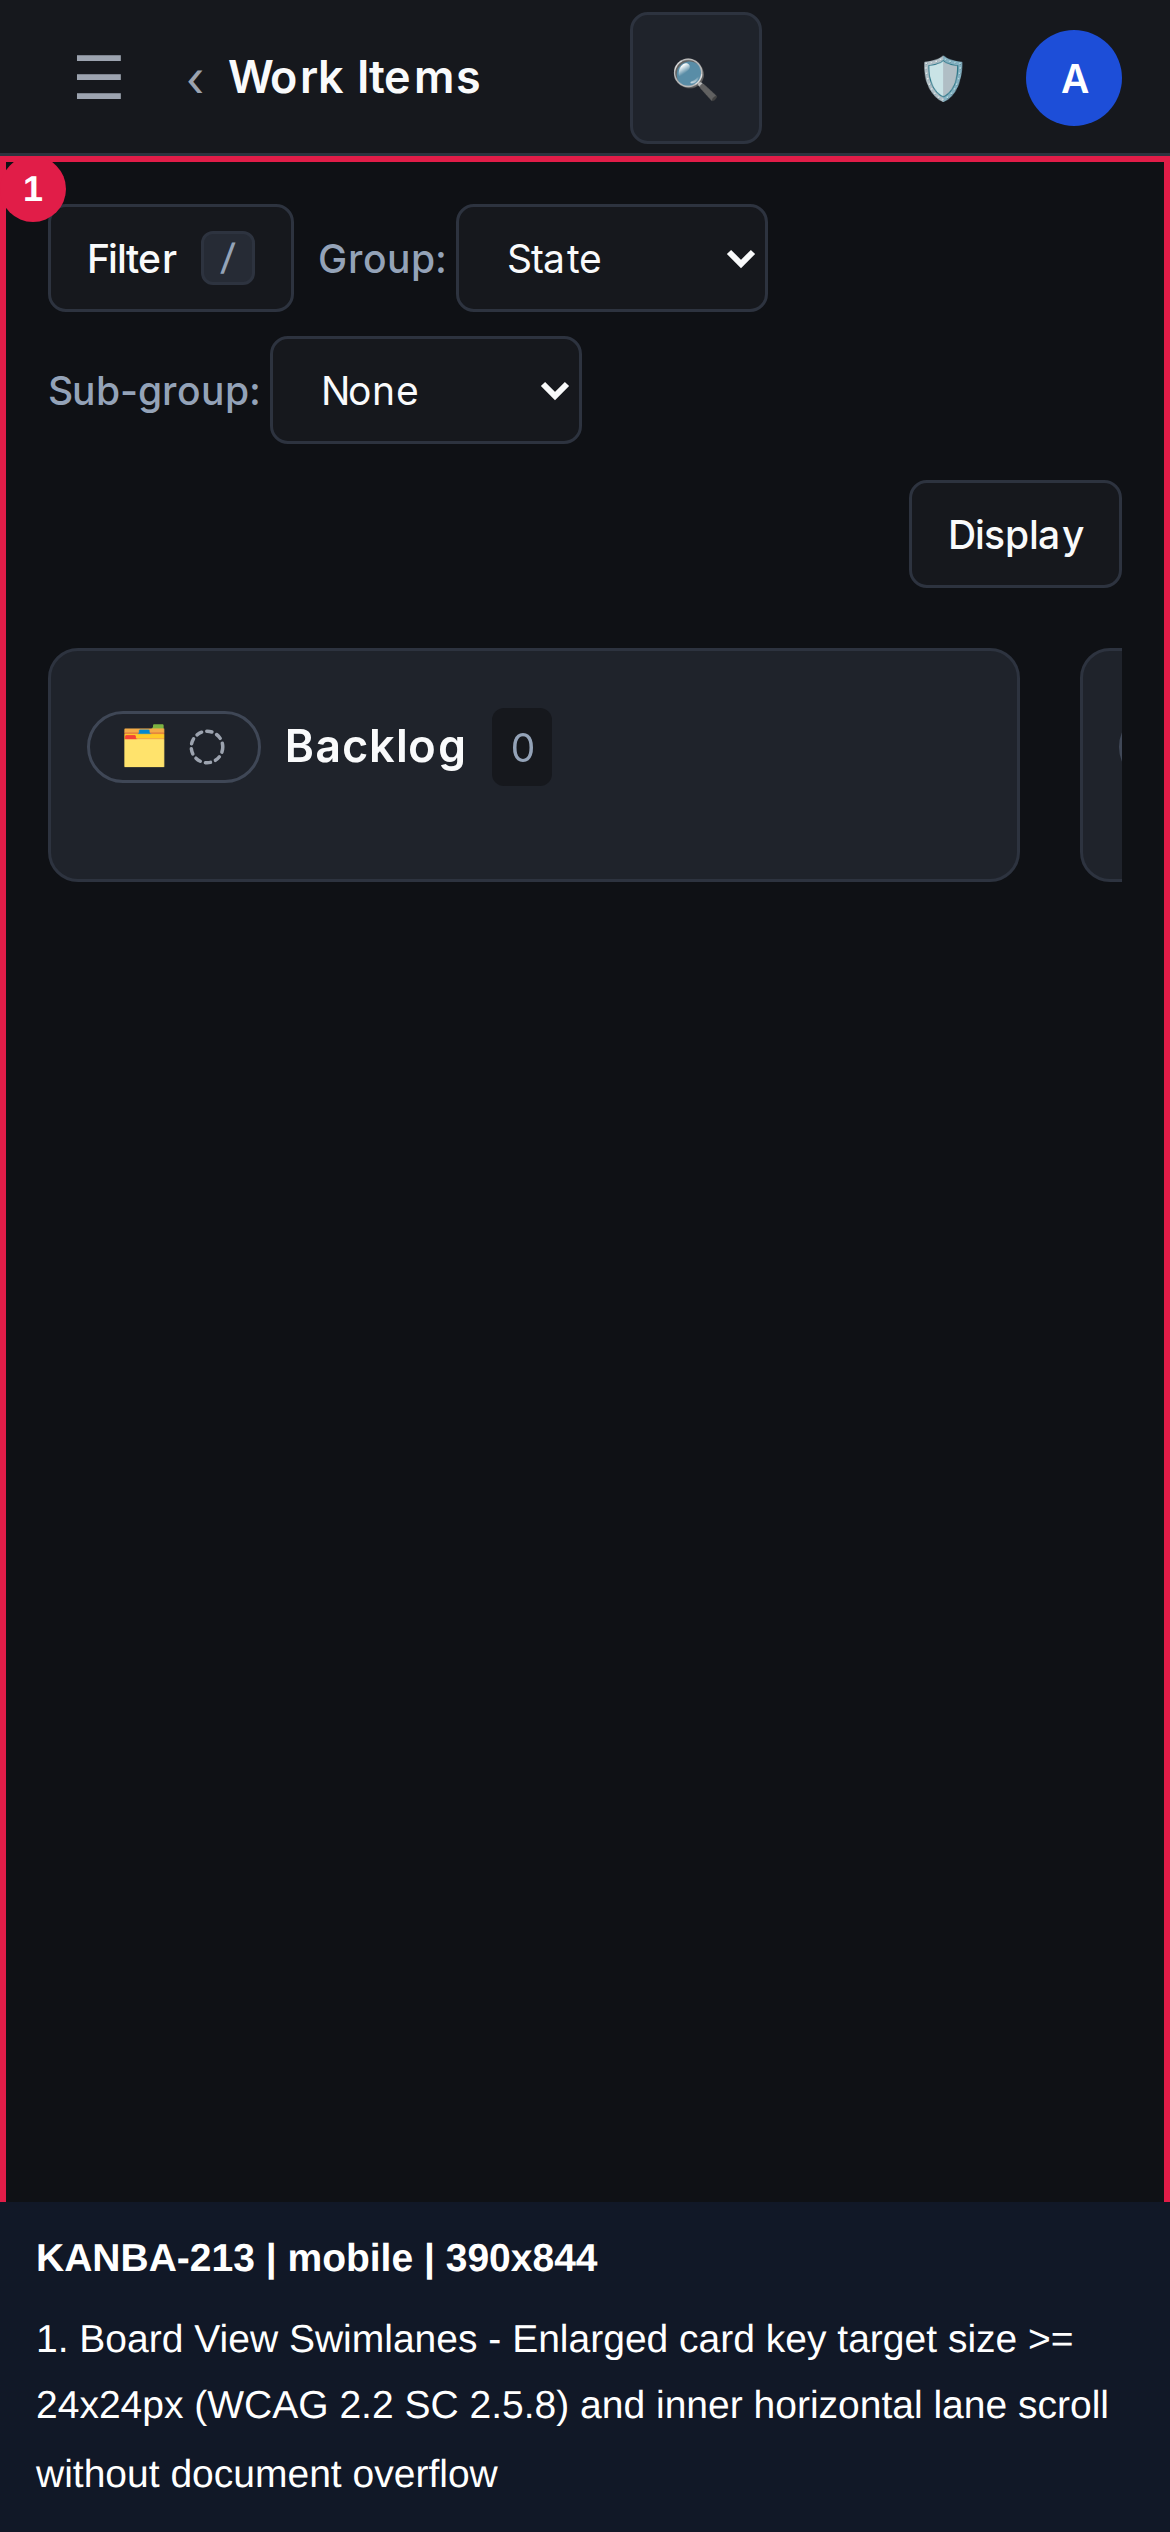 Work Items
A
1
Filter / Group: State
Sub-group: None
Display
Backlog 0
KANBA-213 | mobile | 390x844
1. Board View Swimlanes - Enlarged card key target size >=
24x24px (WCAG 2.2 SC 2.5.8) and inner horizontal lane scroll
without document overflow